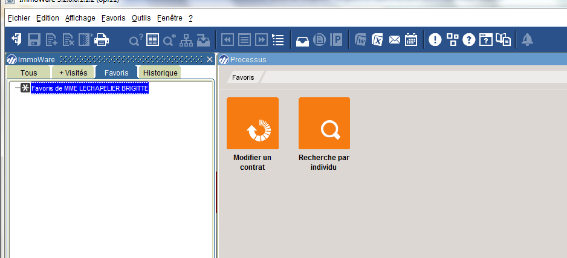 Fichier Edition Affichage Favoris Outils Fenêtre ?
ImmoWare
Processus
Tous + Visités Favoris Historique
Favoris
Favoris de MME LECHAPELIER BRIGITTE
Modifier un
contrat
Recherche par
individu